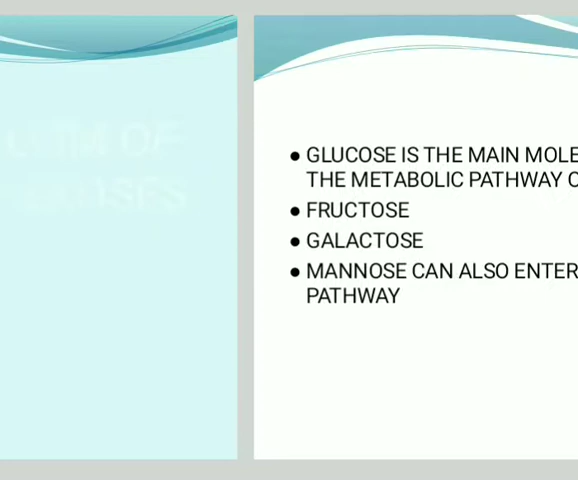 ● GLUCOSE IS THE MAIN MOLE
THE METABOLIC PATHWAY
● FRUCTOSE
● GALACTOSE
● MANNOSE CAN ALSO ENTER
PATHWAY